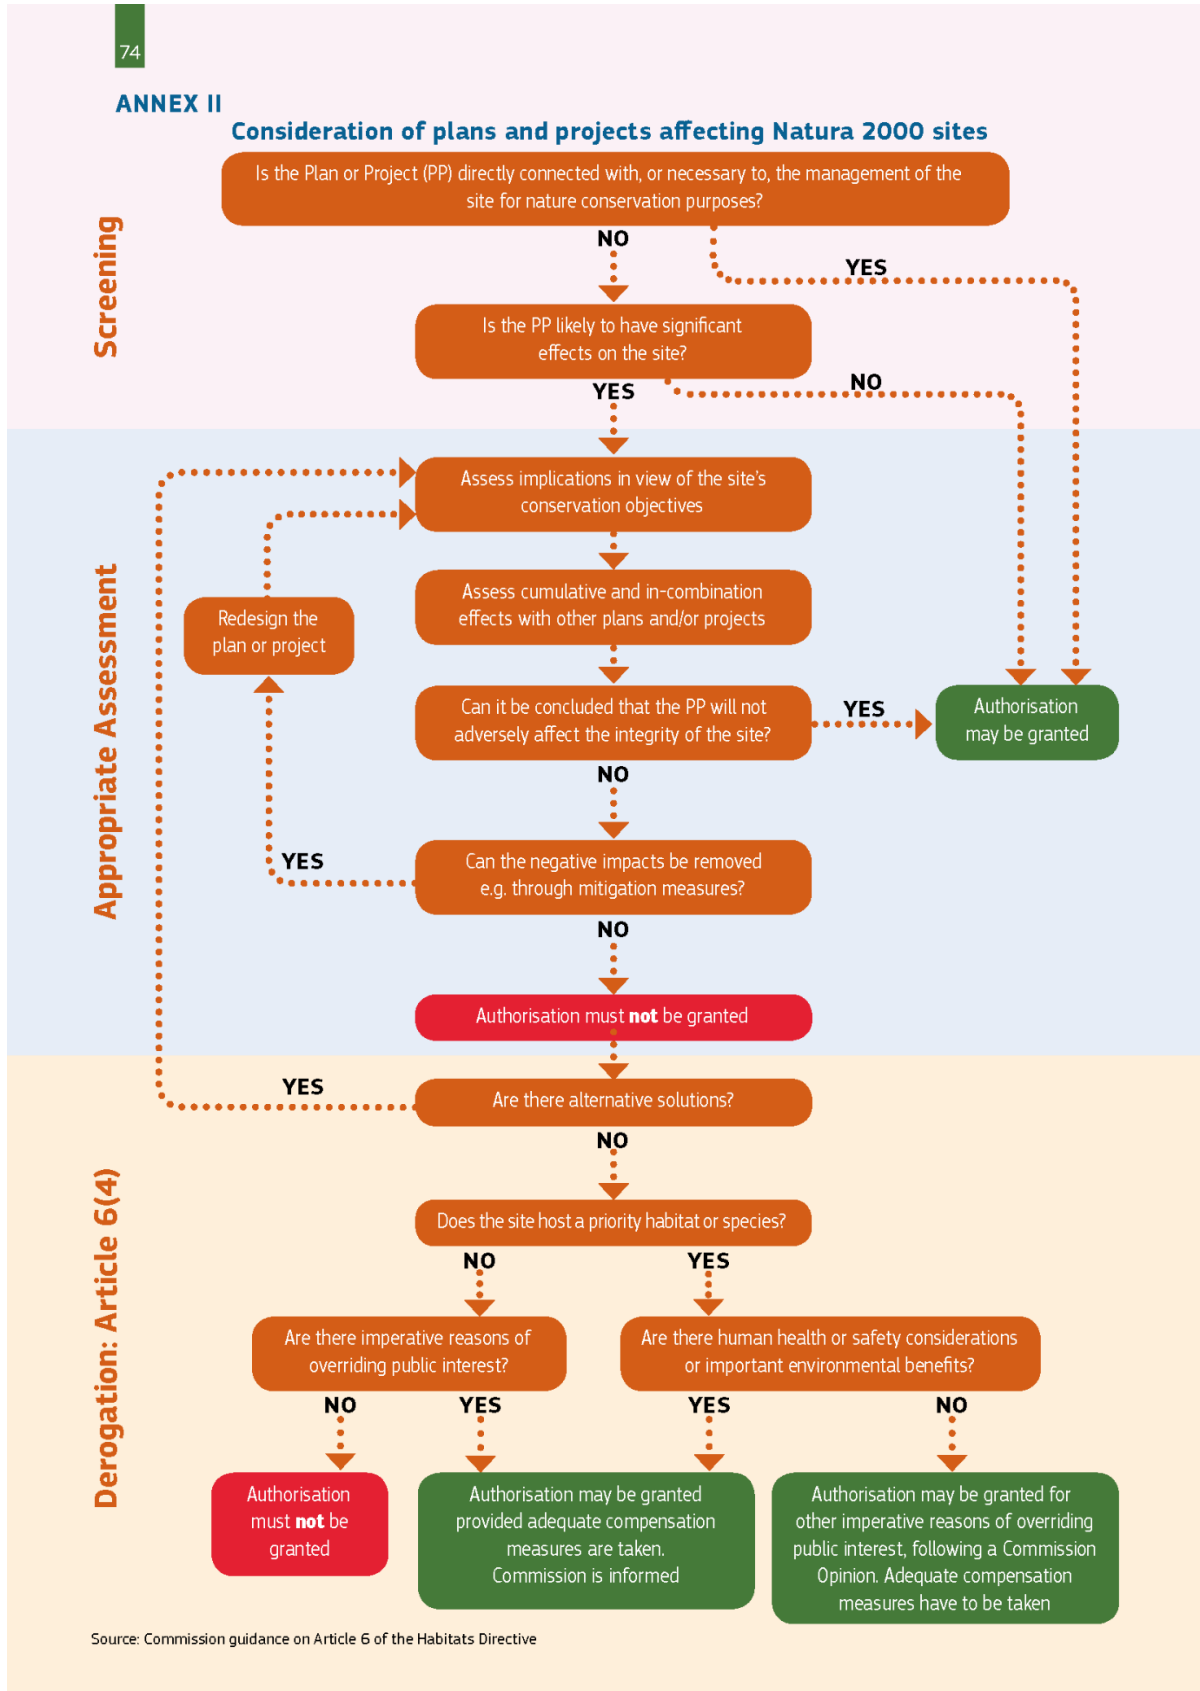 74
ANNEX II
Consideration of plans and projects affecting Natura 2000 sites
Screening
Is the Plan or Project (PP) directly connected with, or necessary to, the management of the
site for nature conservation purposes?
NO
YES
Is the PP likely to have significant
effects on the site?
YES
NO
Appropriate Assessment
Assess implications in view of the site's
conservation objectives
Assess cumulative and in-combination
effects with other plans and/or projects
Redesign the
plan or project
Can it be concluded that the PP will not
adversely affect the integrity of the site?
YES
Authorisation
may be granted
NO
Can the negative impacts be removed
e.g. through mitigation measures?
YES
NO
Authorisation must not be granted
Derogation: Article 6(4)
Are there alternative solutions?
YES
NO
Does the site host a priority habitat or species?
NO
YES
Are there imperative reasons of
overriding public interest?
Are there human health or safety considerations
or important environmental benefits?
NO
YES
YES
NO
Authorisation
must not be
granted
Authorisation may be granted
provided adequate compensation
measures are taken.
Commission is informed
Authorisation may be granted for
other imperative reasons of overriding
public interest, following a Commission
Opinion. Adequate compensation
measures have to be taken
Source: Commission guidance on Article 6 of the Habitats Directive